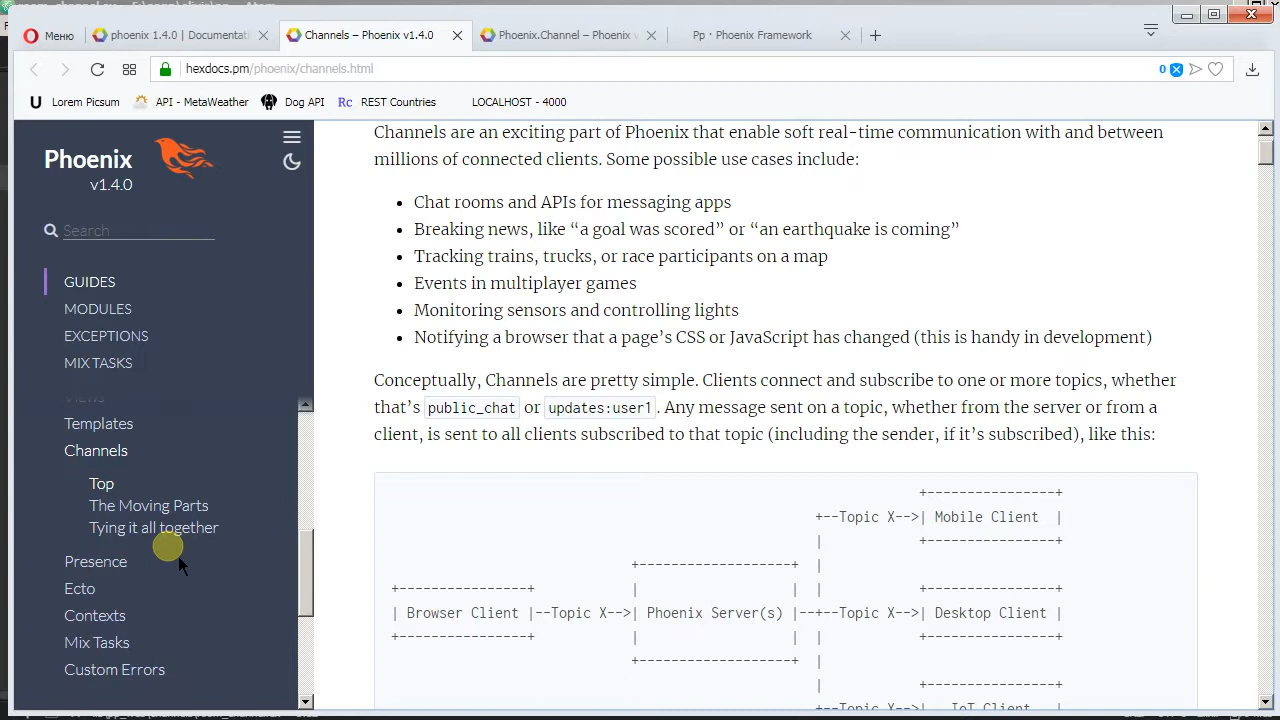 Меню
phoenix 1.4.0 | Documentati
Channels – Phoenix v1.4.0
Phoenix.Channel – Phoenix v
Pp · Phoenix Framework
hexdocs.pm/phoenix/channels.html
0
U Lorem Picsum
API - MetaWeather
Dog API
Rc REST Countries
LOCALHOST - 4000
Phoenix
v1.4.0
Search
GUIDES
MODULES
EXCEPTIONS
MIX TASKS
Views
Templates
Channels
Top
The Moving Parts
Tying it all together
Presence
Ecto
Contexts
Mix Tasks
Custom Errors
Channels are an exciting part of Phoenix that enable soft real-time communication with and between
millions of connected clients. Some possible use cases include:
• Chat rooms and APIs for messaging apps
• Breaking news, like “a goal was scored” or “an earthquake is coming”
• Tracking trains, trucks, or race participants on a map
• Events in multiplayer games
• Monitoring sensors and controlling lights
• Notifying a browser that a page’s CSS or JavaScript has changed (this is handy in development)
Conceptually, Channels are pretty simple. Clients connect and subscribe to one or more topics, whether
that’s public_chat or updates:user1. Any message sent on a topic, whether from the server or from a
client, is sent to all clients subscribed to that topic (including the sender, if it’s subscribed), like this:
+----------------+
+--Topic X-->| Mobile Client |
| +----------------+
+-------------------+ |
+----------------+ | | | +----------------+
| Browser Client |--Topic X-->| Phoenix Server(s) |--+--Topic X-->| Desktop Client |
+----------------+ | | | +----------------+
+-------------------+ |
| +----------------+
+--Topic X-->| IoT Client |